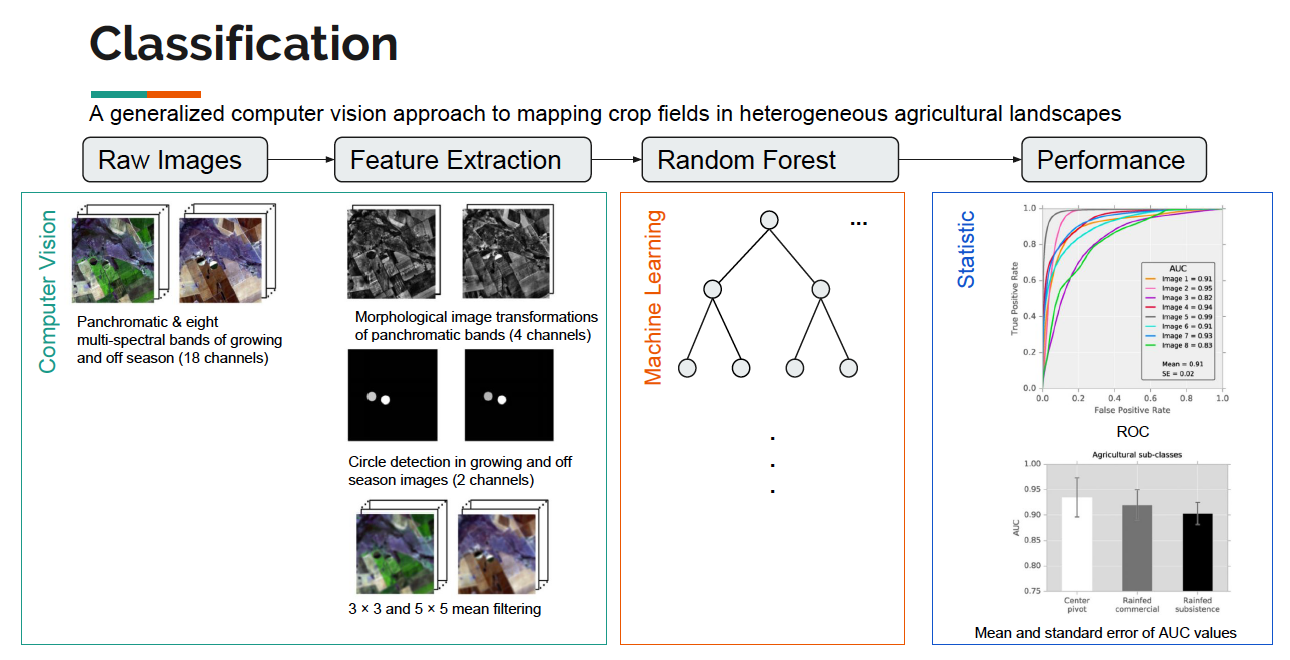 Classification
A generalized computer vision approach to mapping crop fields in heterogeneous agricultural landscapes
Raw Images
Feature Extraction
Random Forest
Performance
Computer Vision
Panchromatic & eight
multi-spectral bands of growing
and off season (18 channels)
Morphological image transformations
of panchromatic bands (4 channels)
Circle detection in growing and off
season images (2 channels)
3 × 3 and 5 × 5 mean filtering
Machine Learning
...
.
.
.
Statistic
True Positive Rate
1.0
0.8
0.6
0.4
0.2
0.0
AUC
Image 1 = 0.91
Image 2 = 0.95
Image 3 = 0.82
Image 4 = 0.94
Image 5 = 0.99
Image 6 = 0.91
Image 7 = 0.93
Image 8 = 0.83
Mean = 0.91
SE = 0.02
0.0 0.2 0.4 0.6 0.8 1.0
False Positive Rate
ROC
Agricultural sub-classes
AUC
1.00
0.95
0.90
0.85
0.80
0.75
Center
pivot
Rainfed
commercial
Rainfed
subsistence
Mean and standard error of AUC values